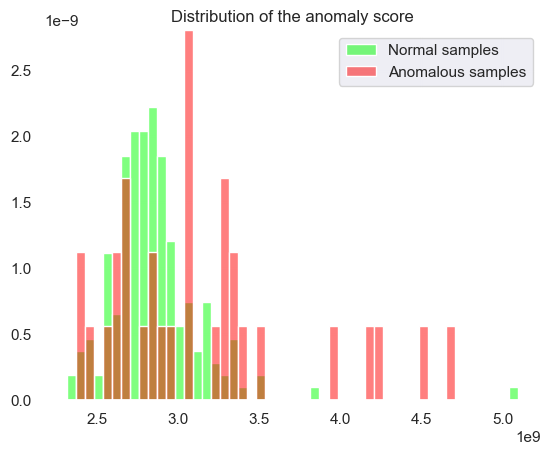 Distribution of the anomaly score
1e−9
Normal samples
Anomalous samples
2.5
2.0
1.5
1.0
0.5
0.0
2.5 3.0 3.5 4.0 4.5 5.0
1e9